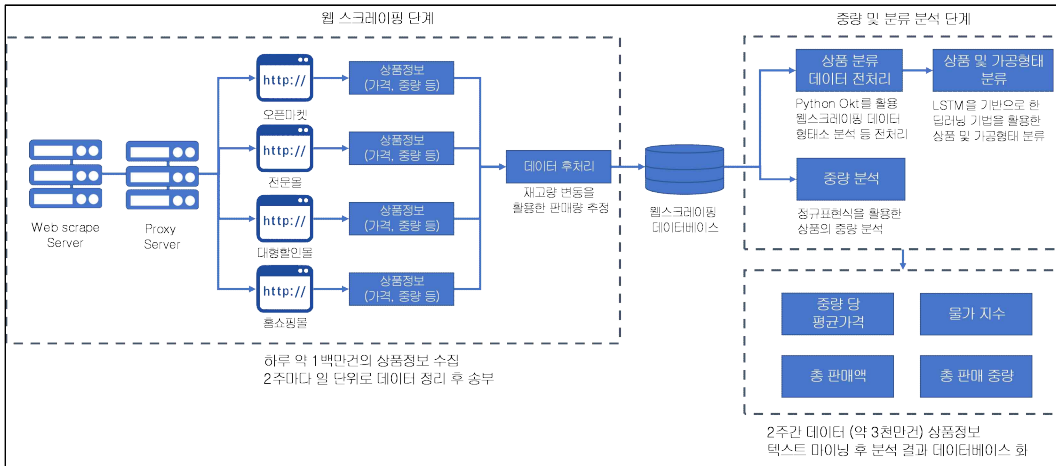 웹 스크레이핑 단계
중량 및 분류 분석 단계
http://
오픈마켓
상품정보
(가격, 중량 등)
http://
전문몰
상품정보
(가격, 중량 등)
http://
대형할인몰
상품정보
(가격, 중량 등)
http://
홈쇼핑몰
상품정보
(가격, 중량 등)
Web scrape
Server
Proxy
Server
데이터 후처리
재고량 변동을
활용한 판매량 추정
웹스크레이핑
데이터베이스
상품 분류
데이터 전처리
Python Okt를 활용
웹스크레이핑 데이터
형태소 분석 등 전처리
상품 및 가공형태
분류
LSTM을 기반으로 한
딥러닝 기법을 활용한
상품 및 가공형태 분류
중량 분석
정규표현식을 활용한
상품의 중량 분석
중량 당
평균가격
물가 지수
총 판매액
총 판매 중량
하루 약 1백만건의 상품정보 수집
2주마다 일 단위로 데이터 정리 후 송부
2주간 데이터 (약 3천만건) 상품정보
텍스트 마이닝 후 분석 결과 데이터베이스 화